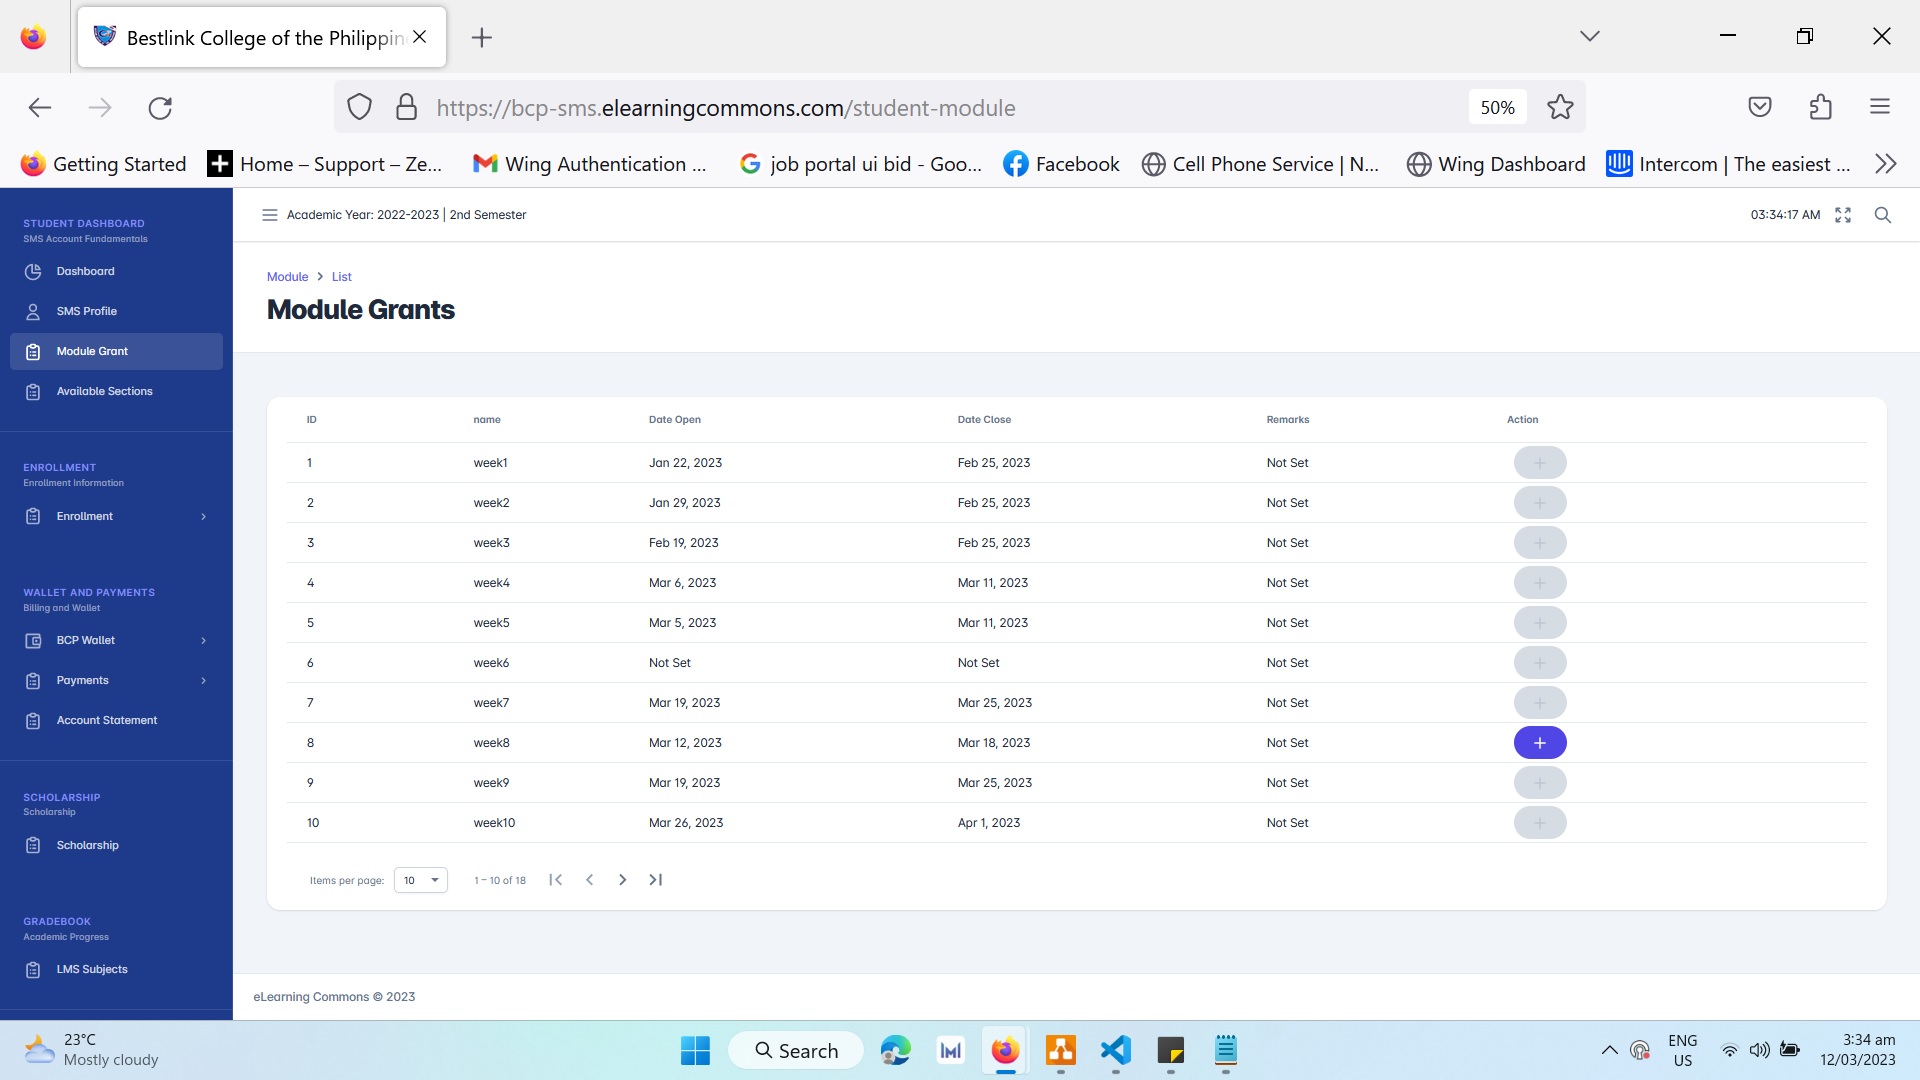 Bestlink College of the Philippin
https://bcp-sms.elearningcommons.com/student-module
50%
Getting Started
Home – Support – Ze...
Wing Authentication ...
job portal ui bid - Goo...
Facebook
Cell Phone Service | N...
Wing Dashboard
Intercom | The easiest ...
STUDENT DASHBOARD
SMS Account Fundamentals
Dashboard
SMS Profile
Module Grant
Available Sections
ENROLLMENT
Enrollment Information
Enrollment
WALLET AND PAYMENTS
Billing and Wallet
BCP Wallet
Payments
Account Statement
SCHOLARSHIP
Scholarship
Scholarship
GRADEBOOK
Academic Progress
LMS Subjects
Academic Year: 2022-2023 | 2nd Semester
03:34:17 AM
Module > List
Module Grants
ID name Date Open Date Close Remarks Action
1 week1 Jan 22, 2023 Feb 25, 2023 Not Set +
2 week2 Jan 29, 2023 Feb 25, 2023 Not Set +
3 week3 Feb 19, 2023 Feb 25, 2023 Not Set +
4 week4 Mar 6, 2023 Mar 11, 2023 Not Set +
5 week5 Mar 5, 2023 Mar 11, 2023 Not Set +
6 week6 Not Set Not Set Not Set +
7 week7 Mar 19, 2023 Mar 25, 2023 Not Set +
8 week8 Mar 12, 2023 Mar 18, 2023 Not Set +
9 week9 Mar 19, 2023 Mar 25, 2023 Not Set +
10 week10 Mar 26, 2023 Apr 1, 2023 Not Set +
Items per page: 10 1 – 10 of 18
eLearning Commons © 2023
23°C
Mostly cloudy
Search
ENG
US
3:34 am
12/03/2023